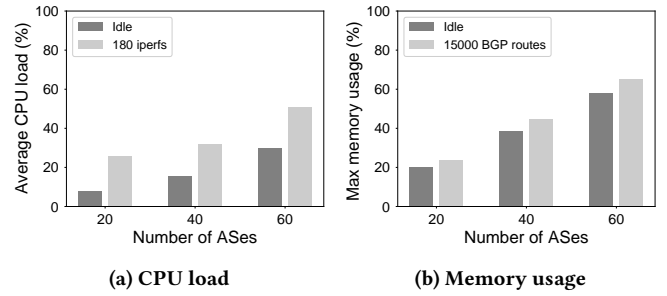 Average CPU load (%)
100
80
60
40
20
0
Idle
180 iperfs
20 40 60
Number of ASes
(a) CPU load
Max memory usage (%)
100
80
60
40
20
0
Idle
15000 BGP routes
20 40 60
Number of ASes
(b) Memory usage